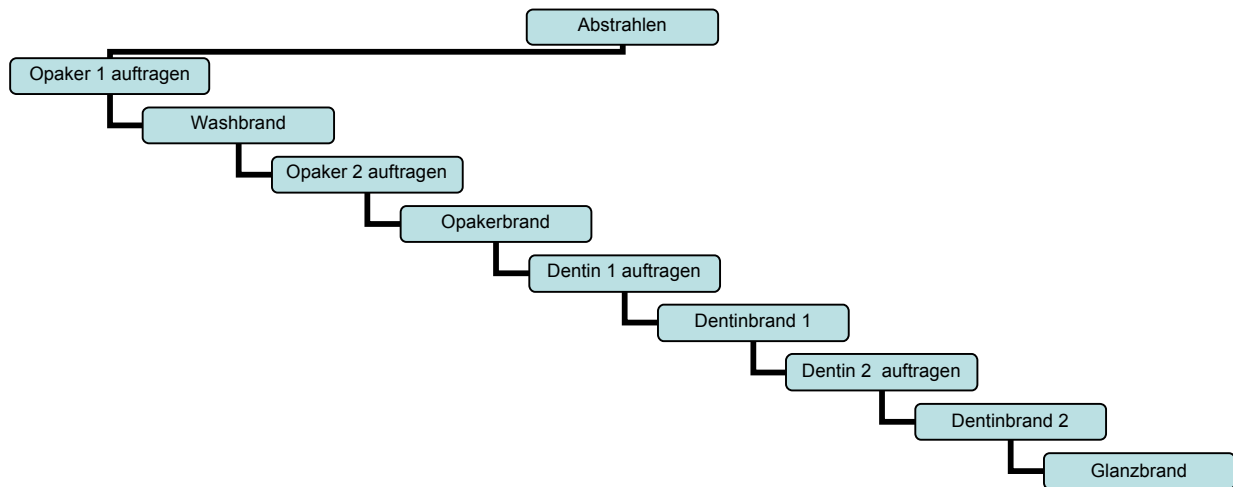 Abstrahlen
Opaker 1 auftragen
Washbrand
Opaker 2 auftragen
Opakerbrand
Dentin 1 auftragen
Dentinbrand 1
Dentin 2  auftragen
Dentinbrand 2
Glanzbrand